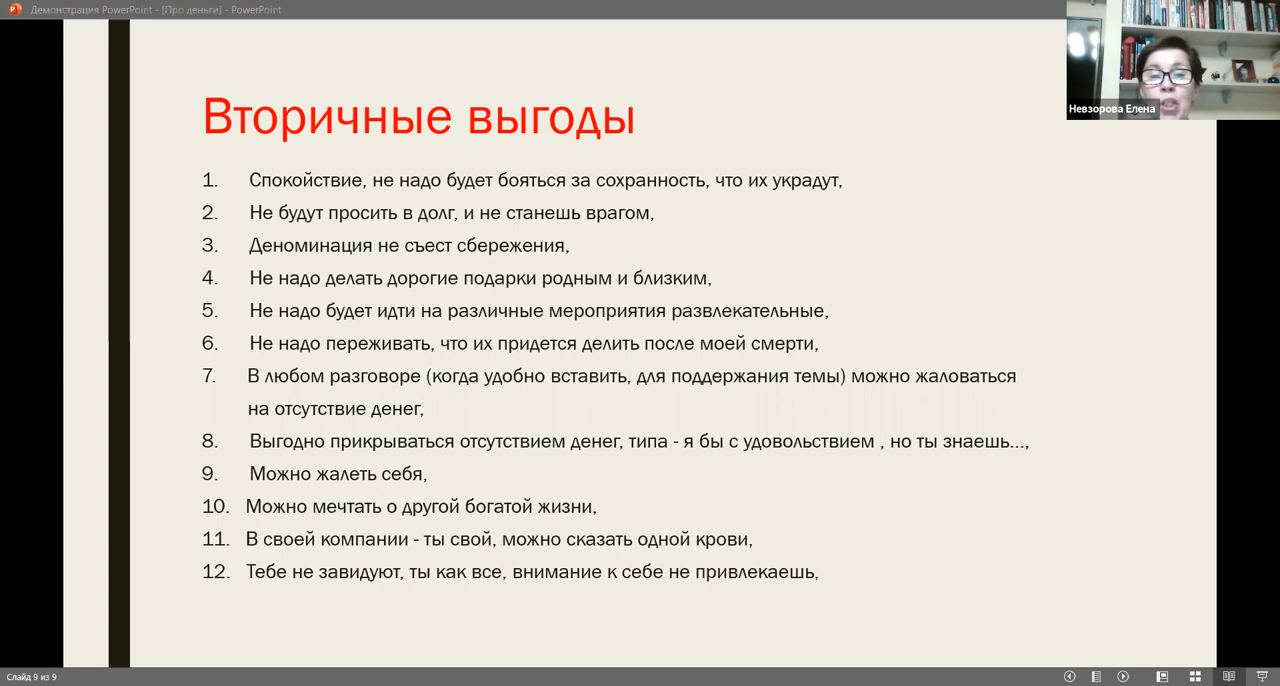 Демонстрация PowerPoint - [Про деньги] - PowerPoint
Невзорова Елена
Вторичные выгоды
1. Спокойствие, не надо будет бояться за сохранность, что их украдут,
2. Не будут просить в долг, и не станешь врагом,
3. Деноминация не съест сбережения,
4. Не надо делать дорогие подарки родным и близким,
5. Не надо будет идти на различные мероприятия развлекательные,
6. Не надо переживать, что их придется делить после моей смерти,
7. В любом разговоре (когда удобно вставить, для поддержания темы) можно жаловаться
на отсутствие денег,
8. Выгодно прикрываться отсутствием денег, типа - я бы с удовольствием , но ты знаешь...,
9. Можно жалеть себя,
10. Можно мечтать о другой богатой жизни,
11. В своей компании - ты свой, можно сказать одной крови,
12. Тебе не завидуют, ты как все, внимание к себе не привлекаешь,
Слайд 9 из 9